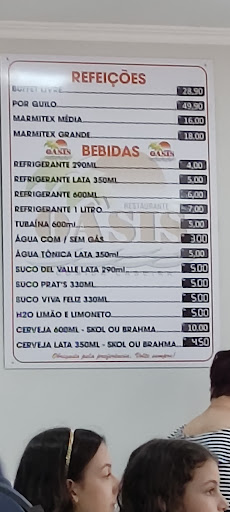 REFEIÇÕES
BUFFET LIVRE 28,90
POR QUILO 49,90
MARMITEX MÉDIA 16,00
MARMITEX GRANDE 18,00
BEBIDAS
OASIS OASIS
REFRIGERANTE 290ML 4,00
REFRIGERANTE LATA 350ML 5,00
REFRIGERANTE 600ML 6,00
REFRIGERANTE 1 LITRO 7,00
RESTAURANTE
OASIS
TUBAÍNA 600ml 5,00
ÁGUA COM / SEM GÁS 3,00
ÁGUA TÔNICA LATA 350ml 5,00
SUCO DEL VALLE LATA 290ml 5,00
SUCO PRAT'S 330ML 5,00
SUCO VIVA FELIZ 330ML 5,00
H2O LIMÃO E LIMONETO 5,00
CERVEJA 600ML - SKOL OU BRAHMA 10,00
CERVEJA LATA 350ML - SKOL OU BRAHMA 4,50
Obrigado pela preferência, Volte sempre!